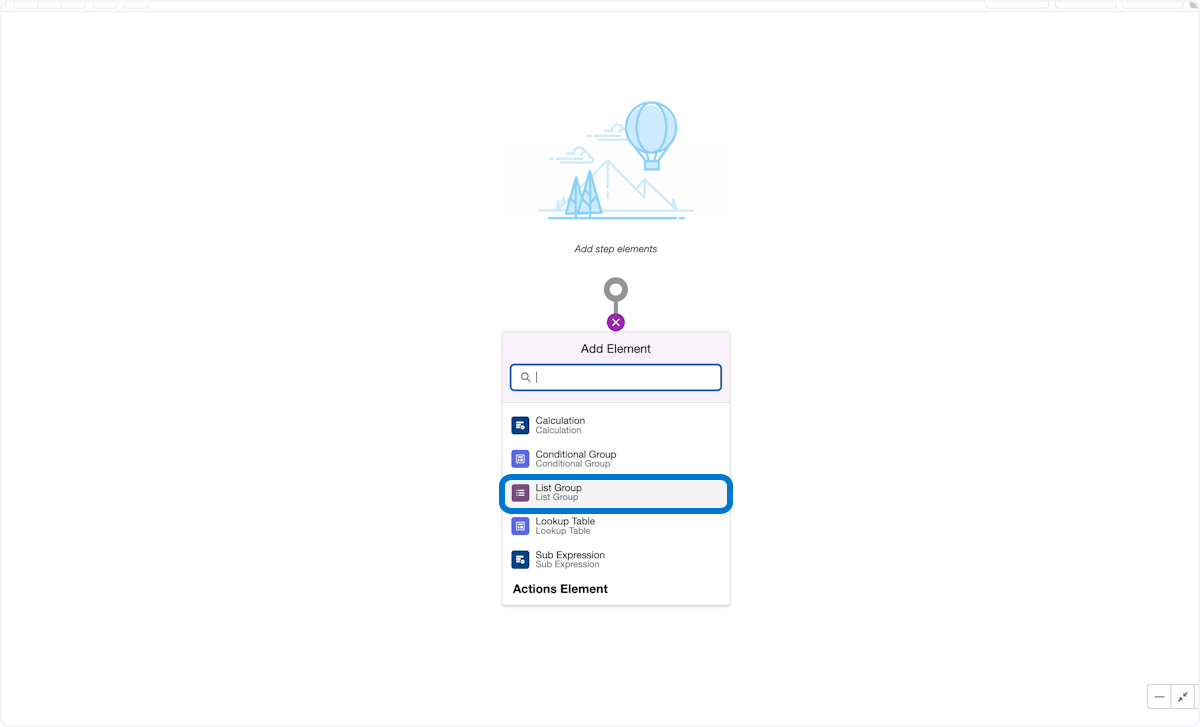 Add step elements
Add Element
Calculation
Calculation
Conditional Group
Conditional Group
List Group
List Group
Lookup Table
Lookup Table
Sub Expression
Sub Expression
Actions Element